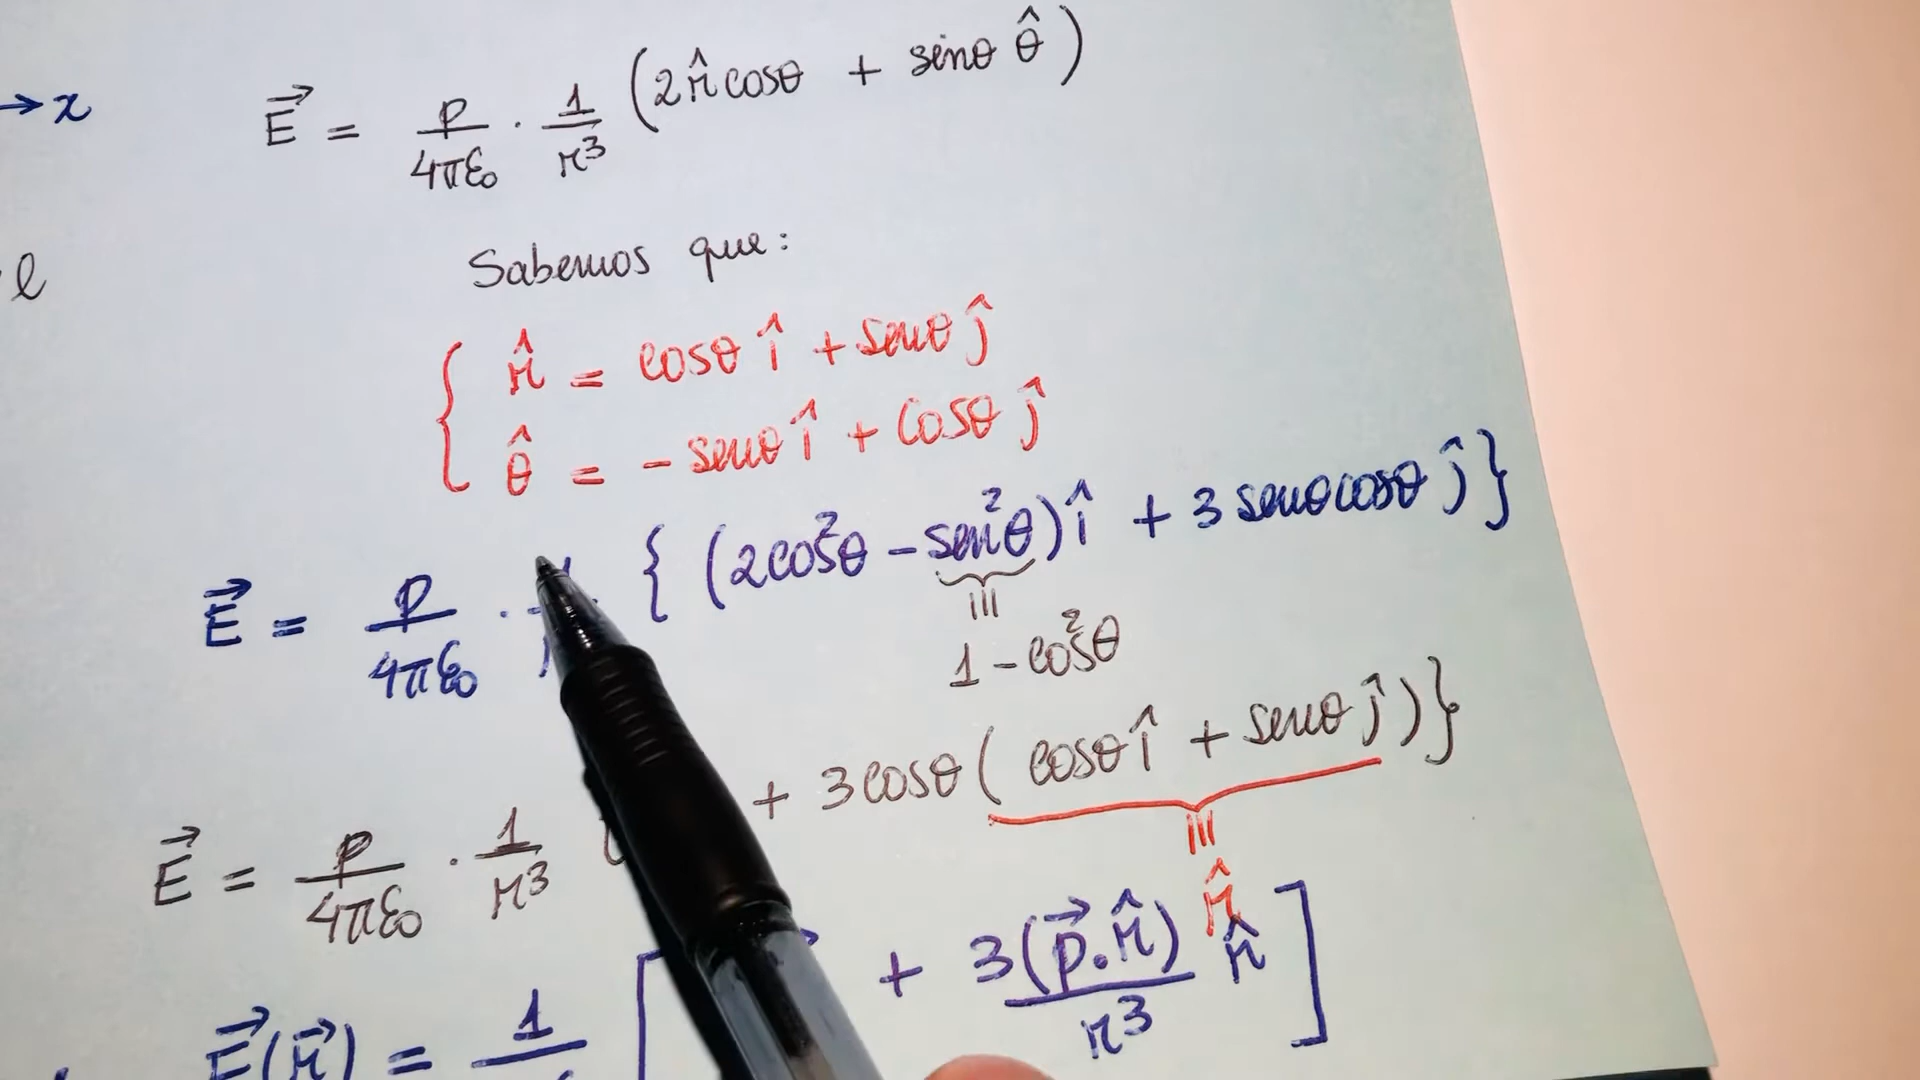 → x
E⃗ = p/4πε₀ · 1/r³ (2r̂cosθ + senθ θ̂)
Sabemos que:
l
{ r̂ = cosθ î + senθ ĵ
θ̂ = - senθ î + cosθ ĵ
E⃗ = p/4πε₀ · { (2cos²θ - sen²θ) î + 3 senθcosθ ĵ }
≡
1 - cos²θ
+ 3cosθ ( cosθ î + senθ ĵ ) }
E⃗ = p/4πε₀ · 1/r³
≡
r̂
[ + 3(p⃗.r̂)/r³ r̂ ]
E⃗(r⃗) = 1